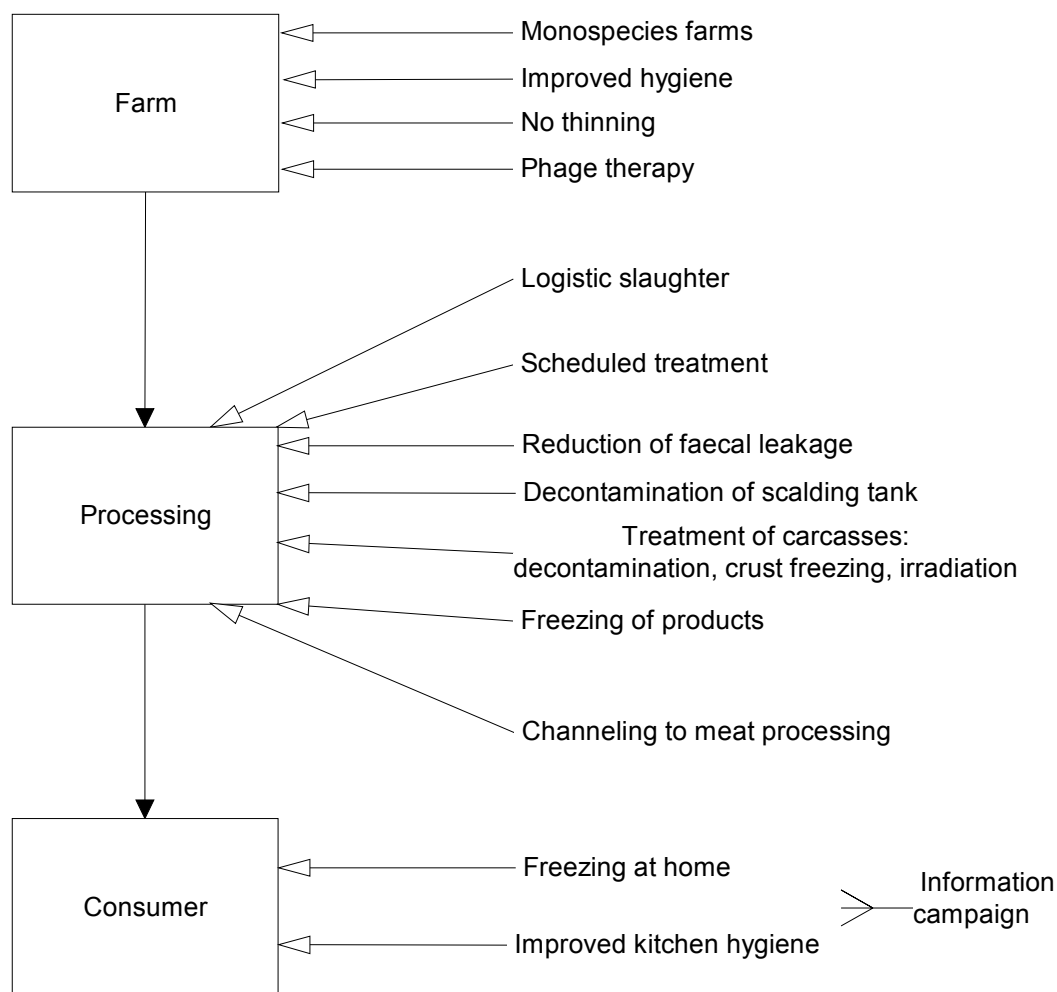 Monospecies farms
Improved hygiene
Farm
No thinning
Phage therapy
Logistic slaughter
Scheduled treatment
Reduction of faecal leakage
Decontamination of scalding tank
Processing
Treatment of carcasses:
decontamination, crust freezing, irradiation
Freezing of products
Channeling to meat processing
Freezing at home
Information
campaign
Consumer
Improved kitchen hygiene